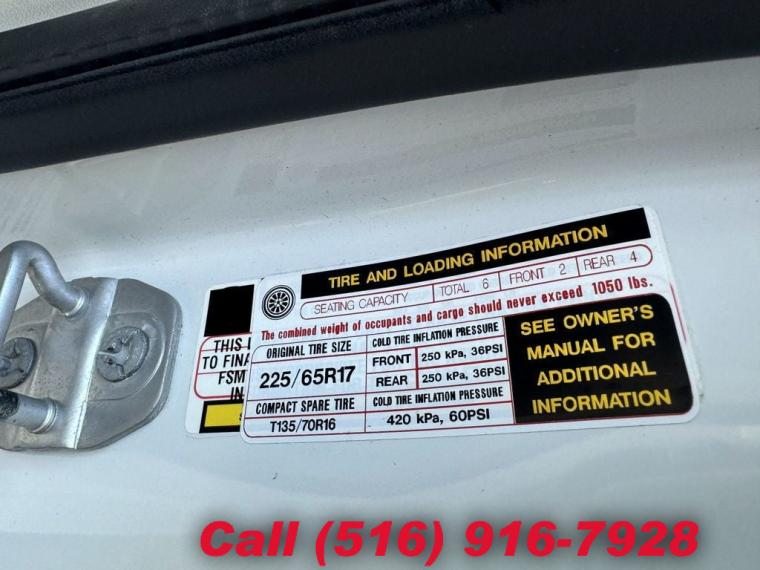 TIRE AND LOADING INFORMATION
SEATING CAPACITY TOTAL 6 FRONT 2 REAR 4
The combined weight of occupants and cargo should never exceed 1050 lbs.
ORIGINAL TIRE SIZE COLD TIRE INFLATION PRESSURE
225/65R17 FRONT 250 kPa, 36PSI
REAR 250 kPa, 36PSI
COMPACT SPARE TIRE COLD TIRE INFLATION PRESSURE
T135/70R16 420 kPa, 60PSI
SEE OWNER'S
MANUAL FOR
ADDITIONAL
INFORMATION
THIS
TO FINA
FSM
IN
Call (516) 916-7928